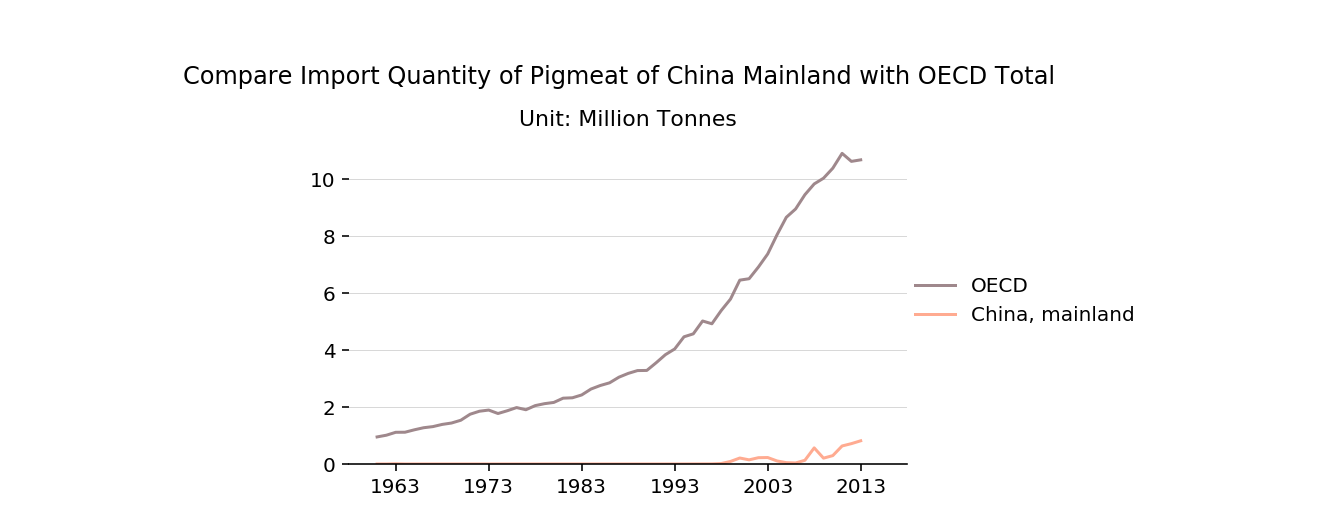 Compare Import Quantity of Pigmeat of China Mainland with OECD Total
Unit: Million Tonnes
10
8
6
4
2
0
1963 1973 1983 1993 2003 2013
OECD
China, mainland